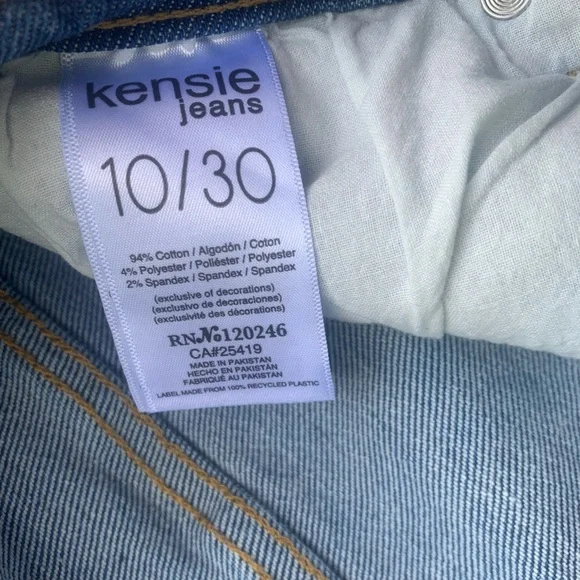 kensie
jeans
10/30
94% Cotton / Algodón / Coton
4% Polyester / Poliéster / Polyester
2% Spandex / Spandex / Spandex
(exclusive of decorations)
(exclusivo de decoraciones)
(exclusivité des décorations)
RN№120246
CA#25419
MADE IN PAKISTAN
HECHO EN PAKISTÁN
FABRIQUÉ AU PAKISTAN
LABEL MADE FROM 100% RECYCLED PLASTIC